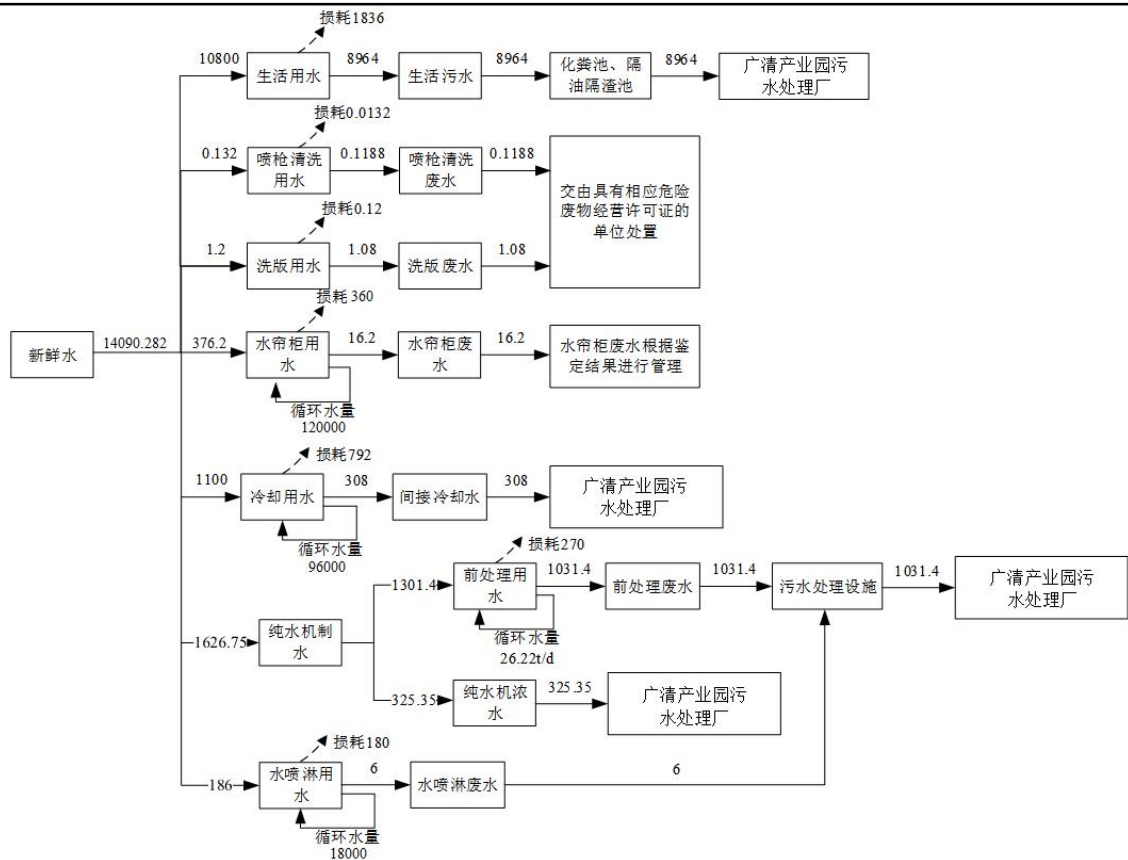 损耗1836
10800
生活用水
8964
生活污水
8964
化粪池、隔
油隔渣池
8964
广清产业园污
水处理厂
损耗0.0132
0.132
喷枪清洗
用水
0.1188
喷枪清洗
废水
0.1188
交由具有相应危险
废物经营许可证的
单位处置
损耗0.12
1.2
洗版用水
1.08
洗版废水
1.08
损耗360
新鲜水
14090.282
376.2
水帘柜用
水
16.2
水帘柜废
水
16.2
水帘柜废水根据鉴
定结果进行管理
循环水量
120000
损耗792
1100
冷却用水
308
间接冷却水
308
广清产业园污
水处理厂
循环水量
96000
损耗270
1301.4
前处理用
水
1031.4
前处理废水
1031.4
污水处理设施
1031.4
广清产业园污
水处理厂
循环水量
26.22t/d
1626.75
纯水机制
水
325.35
纯水机浓
水
325.35
广清产业园污
水处理厂
损耗180
186
水喷淋用
水
6
水喷淋废水
6
循环水量
18000